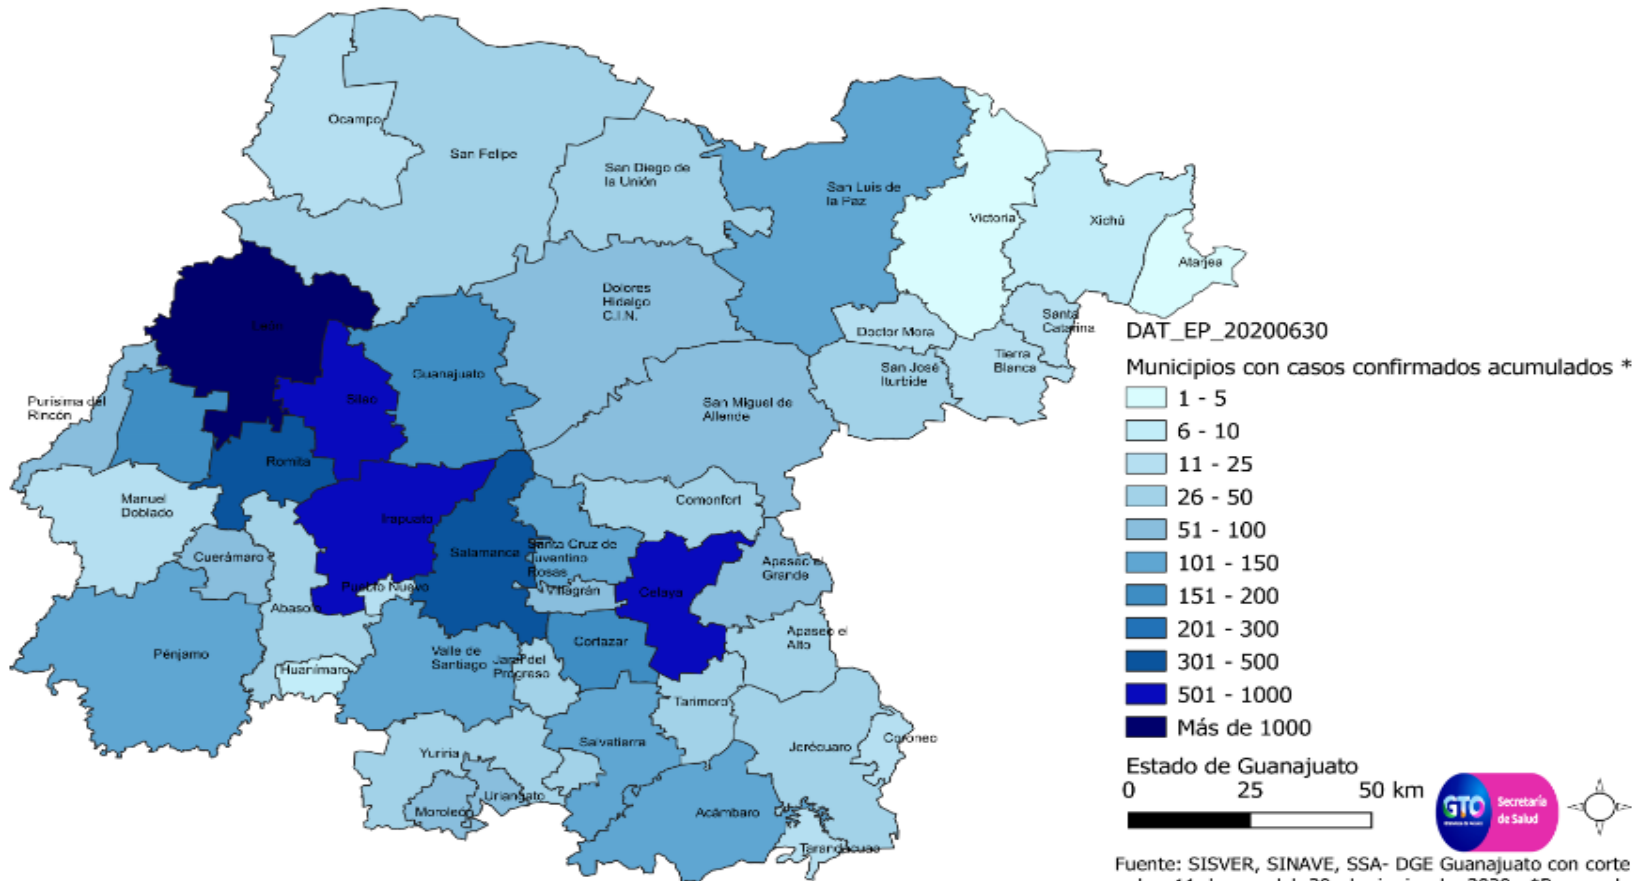 Ocampo
San Felipe
San Diego de
la Unión
San Luis de
la Paz
Victoria
Xichú
Atarjea
León
Dolores
Hidalgo
C.I.N.
Doctor Mora
Santa
Catarina
Tierra
Blanca
San José
Iturbide
Guanajuato
Silao
San Miguel de
Allende
Purísima del
Rincón
Romita
Manuel
Doblado
Irapuato
Comonfort
Salamanca
Santa Cruz de
Juventino
Rosas
Cuerámaro
Apaseo el
Grande
Pueblo Nuevo
Villagrán
Celaya
Abasolo
Pénjamo
Valle de
Santiago
Cortazar
Apaseo el
Alto
Jaral del
Progreso
Huanímaro
Tarimoro
Salvatierra
Yuriria
Jerécuaro
Coroneo
Uriangato
Moroleón
Acámbaro
Tarandacuao
DAT_EP_20200630
Municipios con casos confirmados acumulados *
1 - 5
6 - 10
11 - 25
26 - 50
51 - 100
101 - 150
151 - 200
201 - 300
301 - 500
501 - 1000
Más de 1000
Estado de Guanajuato
0 25 50 km
GTO
Secretaría
de Salud
Fuente: SISVER, SINAVE, SSA- DGE Guanajuato con corte